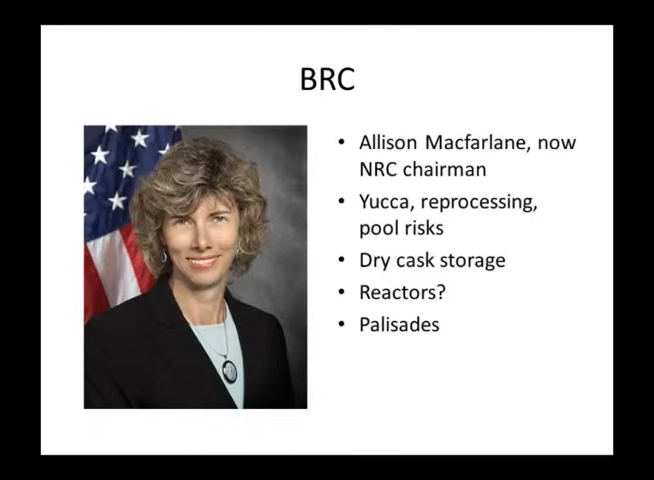 BRC
• Allison Macfarlane, now
NRC chairman
• Yucca, reprocessing,
pool risks
• Dry cask storage
• Reactors?
• Palisades